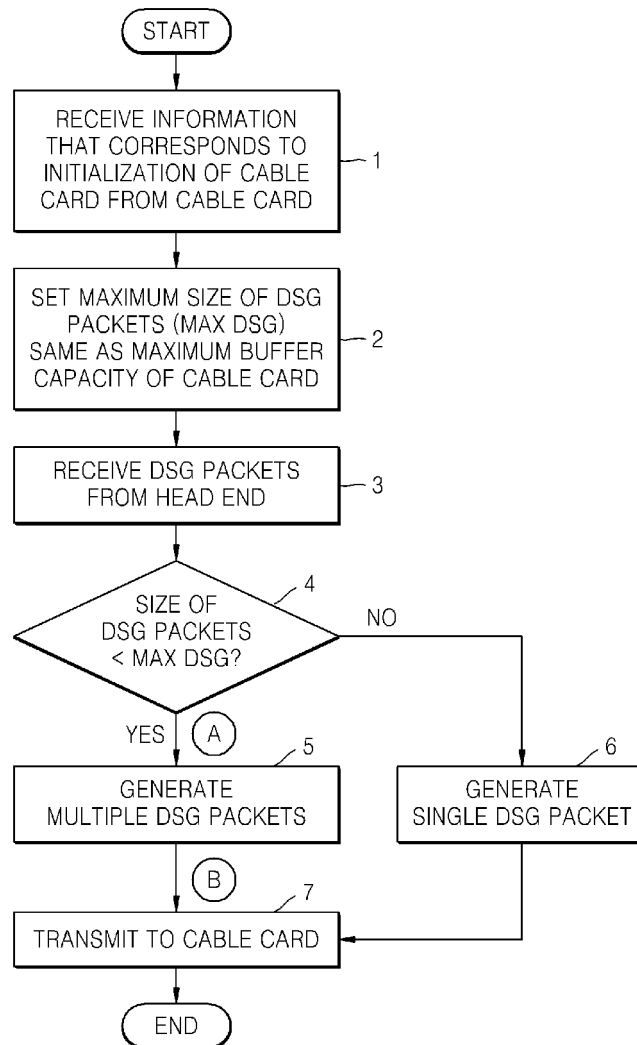 START
RECEIVE INFORMATION
THAT CORRESPONDS TO
INITIALIZATION OF CABLE
CARD FROM CABLE CARD
1
SET MAXIMUM SIZE OF DSG
PACKETS (MAX DSG)
SAME AS MAXIMUM BUFFER
CAPACITY OF CABLE CARD
2
RECEIVE DSG PACKETS
FROM HEAD END
3
4
SIZE OF
DSG PACKETS
< MAX DSG?
NO
YES
A
5
GENERATE
MULTIPLE DSG PACKETS
6
GENERATE
SINGLE DSG PACKET
B
7
TRANSMIT TO CABLE CARD
END